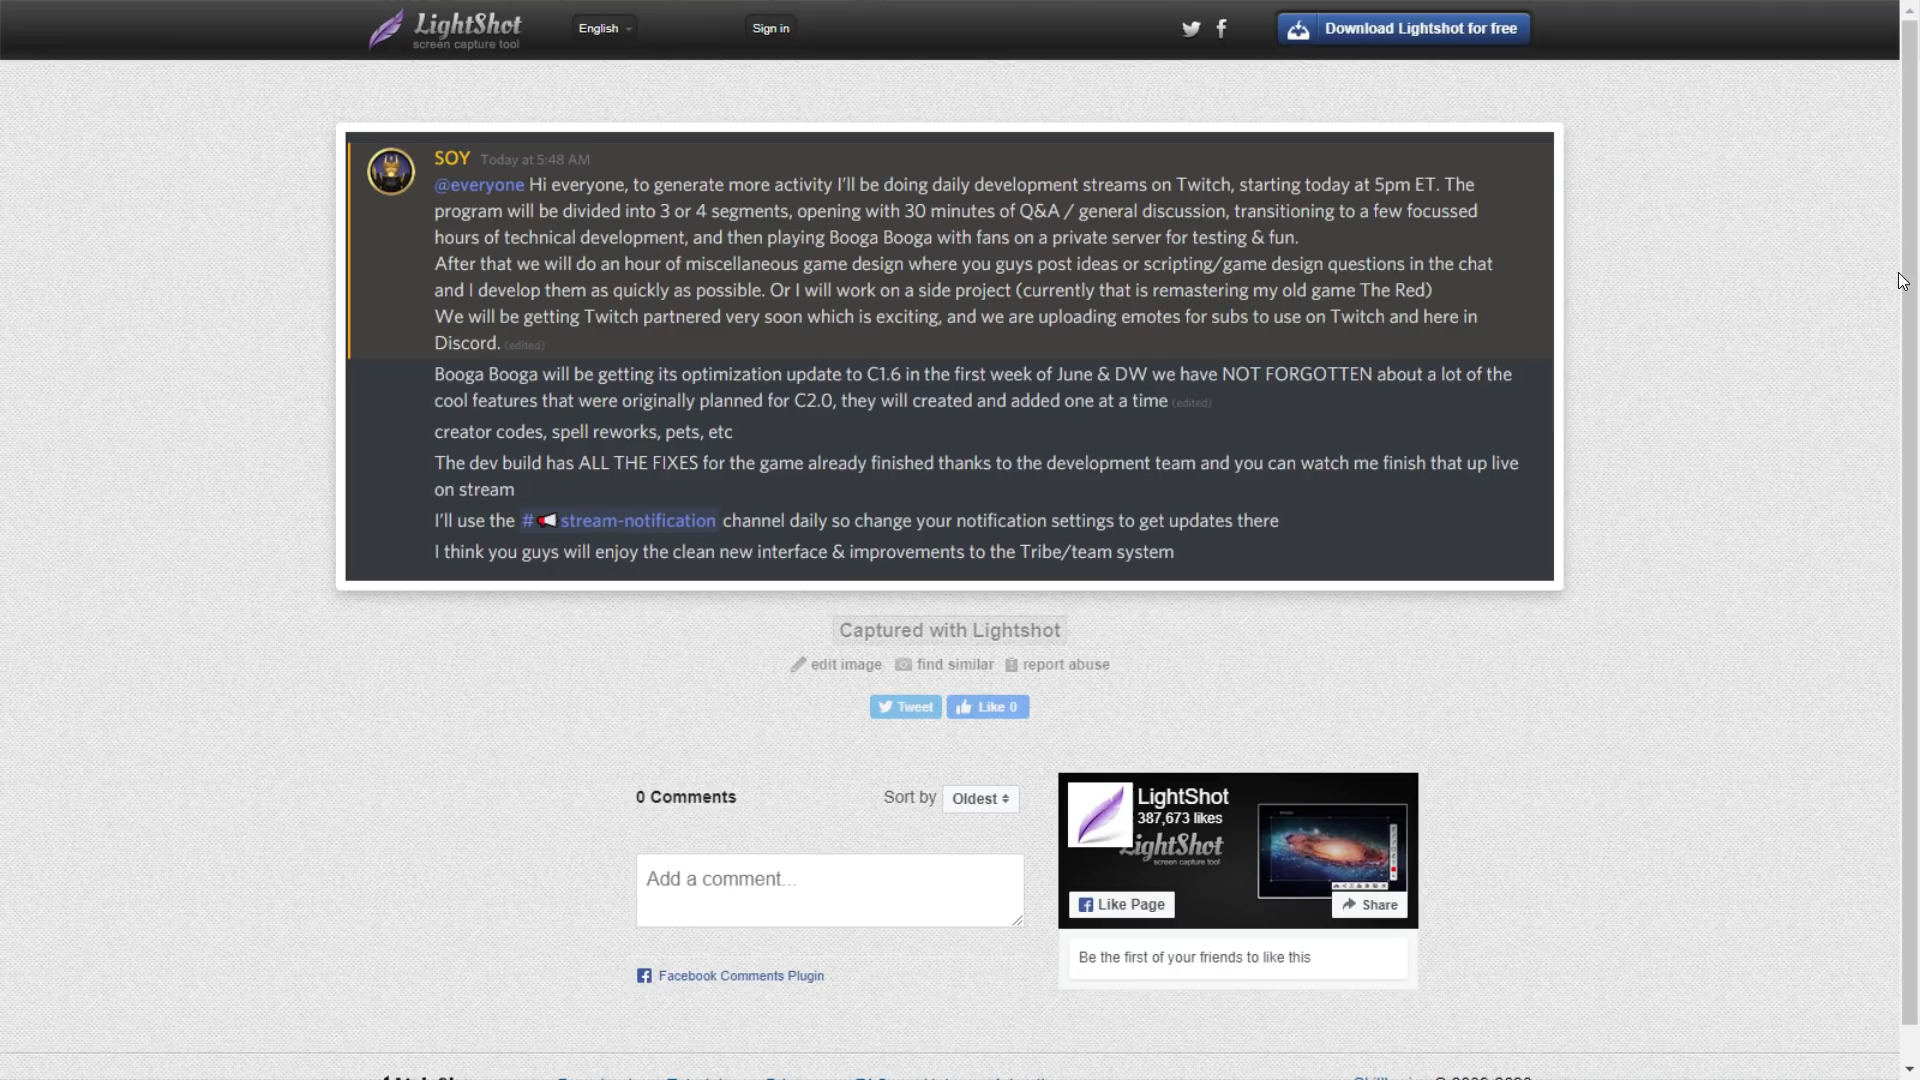 LightShot
screen capture tool
English
Sign in
Download Lightshot for free
SOY Today at 5:48 AM
@everyone Hi everyone, to generate more activity I'll be doing daily development streams on Twitch, starting today at 5pm ET. The
program will be divided into 3 or 4 segments, opening with 30 minutes of Q&A / general discussion, transitioning to a few focussed
hours of technical development, and then playing Booga Booga with fans on a private server for testing & fun.
After that we will do an hour of miscellaneous game design where you guys post ideas or scripting/game design questions in the chat
and I develop them as quickly as possible. Or I will work on a side project (currently that is remastering my old game The Red)
We will be getting Twitch partnered very soon which is exciting, and we are uploading emotes for subs to use on Twitch and here in
Discord. (edited)
Booga Booga will be getting its optimization update to C1.6 in the first week of June & DW we have NOT FORGOTTEN about a lot of the
cool features that were originally planned for C2.0, they will created and added one at a time (edited)
creator codes, spell reworks, pets, etc
The dev build has ALL THE FIXES for the game already finished thanks to the development team and you can watch me finish that up live
on stream
I'll use the #📢stream-notification channel daily so change your notification settings to get updates there
I think you guys will enjoy the clean new interface & improvements to the Tribe/team system
Captured with Lightshot
edit image find similar report abuse
Tweet Like 0
0 Comments
Sort by Oldest
Add a comment...
Facebook Comments Plugin
LightShot
387,673 likes
LightShot
screen capture tool
Like Page
Share
Be the first of your friends to like this